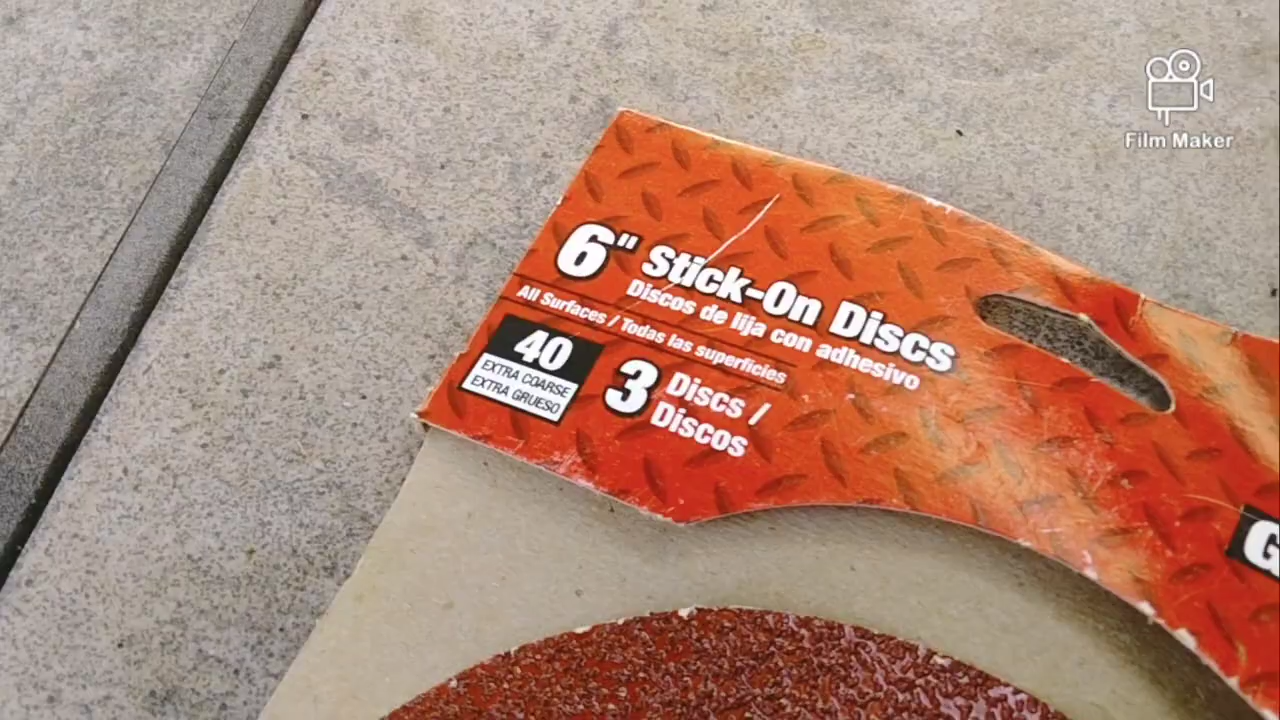 Film Maker
6" Stick-On Discs
Discos de lija con adhesivo
All Surfaces / Todas las superficies
40
EXTRA COARSE
EXTRA GRUESO
3 Discs /
Discos
G